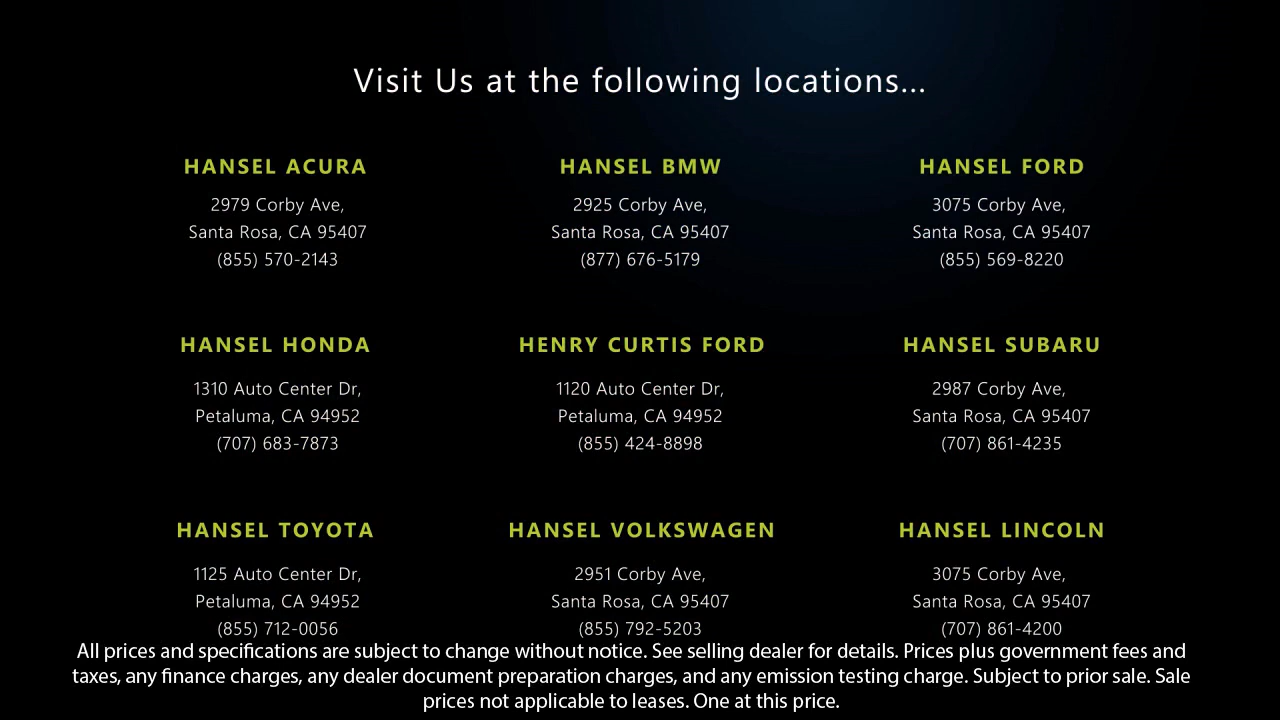 Visit Us at the following locations...
HANSEL ACURA
2979 Corby Ave,
Santa Rosa, CA 95407
(855) 570-2143
HANSEL BMW
2925 Corby Ave,
Santa Rosa, CA 95407
(877) 676-5179
HANSEL FORD
3075 Corby Ave,
Santa Rosa, CA 95407
(855) 569-8220
HANSEL HONDA
1310 Auto Center Dr,
Petaluma, CA 94952
(707) 683-7873
HENRY CURTIS FORD
1120 Auto Center Dr,
Petaluma, CA 94952
(855) 424-8898
HANSEL SUBARU
2987 Corby Ave,
Santa Rosa, CA 95407
(707) 861-4235
HANSEL TOYOTA
1125 Auto Center Dr,
Petaluma, CA 94952
(855) 712-0056
HANSEL VOLKSWAGEN
2951 Corby Ave,
Santa Rosa, CA 95407
(855) 792-5203
HANSEL LINCOLN
3075 Corby Ave,
Santa Rosa, CA 95407
(707) 861-4200
All prices and specifications are subject to change without notice. See selling dealer for details. Prices plus government fees and
taxes, any finance charges, any dealer document preparation charges, and any emission testing charge. Subject to prior sale. Sale
prices not applicable to leases. One at this price.